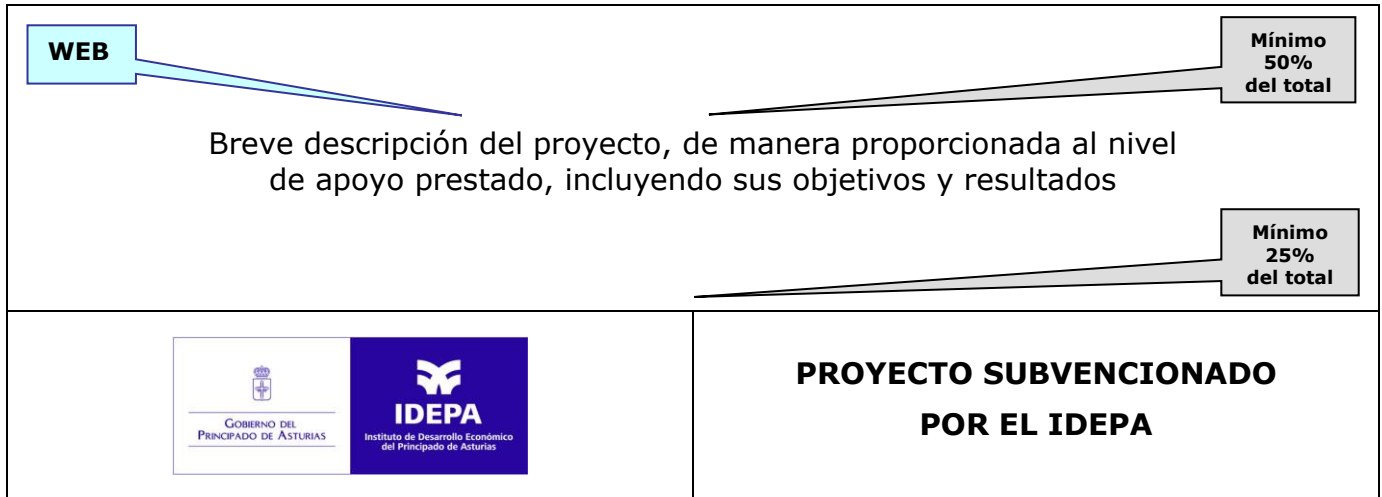 WEB
Mínimo
50%
del total
Breve descripción del proyecto, de manera proporcionada al nivel
de apoyo prestado, incluyendo sus objetivos y resultados
Mínimo
25%
del total
GOBIERNO DEL
PRINCIPADO DE ASTURIAS
IDEPA
Instituto de Desarrollo Económico
del Principado de Asturias
PROYECTO SUBVENCIONADO
POR EL IDEPA